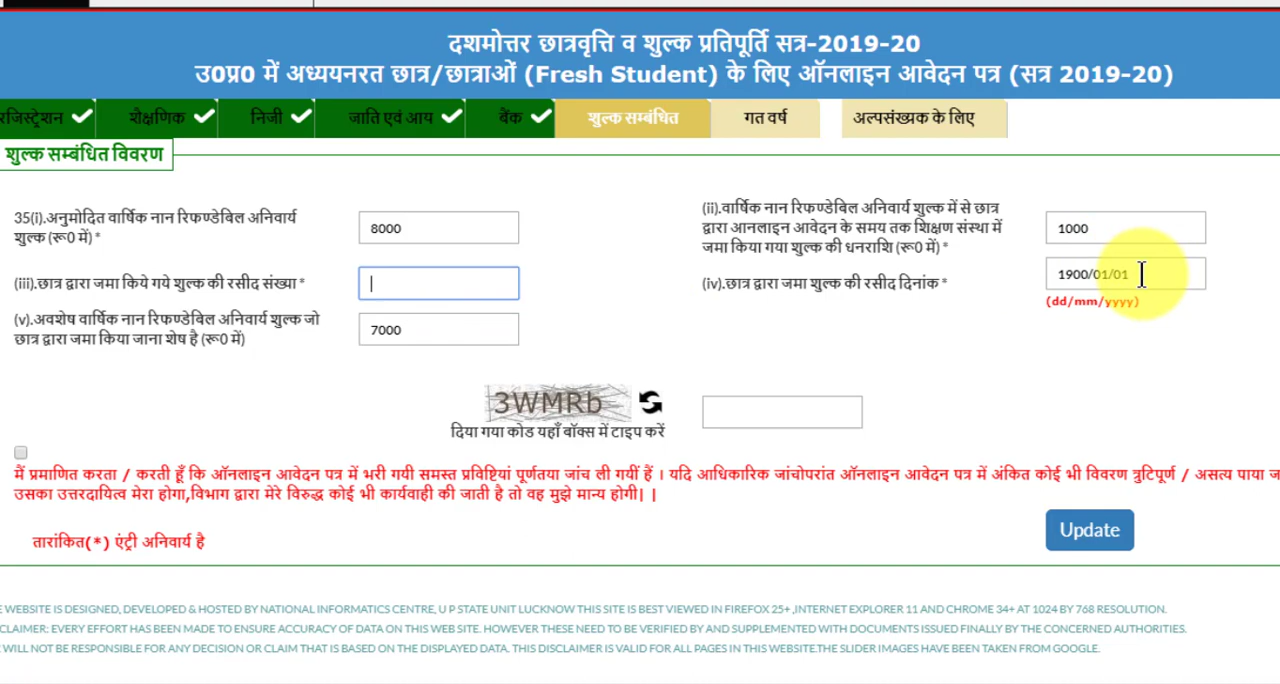 दशमोत्तर छात्रवृत्ति व शुल्क प्रतिपूर्ति सत्र-2019-20
उ0प्र0 में अध्ययनरत छात्र/छात्राओं (Fresh Student) के लिए ऑनलाइन आवेदन पत्र (सत्र 2019-20)
रजिस्ट्रेशन शैक्षणिक निजी जाति एवं आय बैंक शुल्क सम्बंधित गत वर्ष अल्पसंख्यक के लिए
शुल्क सम्बंधित विवरण
35(i).अनुमोदित वार्षिक नान रिफण्डेबिल अनिवार्य
शुल्क (रू0 में) *
8000
(ii).वार्षिक नान रिफण्डेबिल अनिवार्य शुल्क में से छात्र
द्वारा आनलाइन आवेदन के समय तक शिक्षण संस्था में
जमा किया गया शुल्क की धनराशि (रू0 में) *
1000
(iii).छात्र द्वारा जमा किये गये शुल्क की रसीद संख्या *
(iv).छात्र द्वारा जमा शुल्क की रसीद दिनांक *
1900/01/01
(dd/mm/yyyy)
(v).अवशेष वार्षिक नान रिफण्डेबिल अनिवार्य शुल्क जो
छात्र द्वारा जमा किया जाना शेष है (रू0 में)
7000
3WMRb
दिया गया कोड यहाँ बॉक्स में टाइप करें
मैं प्रमाणित करता / करती हूँ कि ऑनलाइन आवेदन पत्र में भरी गयी समस्त प्रविष्टियां पूर्णतया जांच ली गयीं हैं । यदि आधिकारिक जांचोपरांत ऑनलाइन आवेदन पत्र में अंकित कोई भी विवरण त्रुटिपूर्ण / असत्य पाया
उसका उत्तरदायित्व मेरा होगा,विभाग द्वारा मेरे विरुद्ध कोई भी कार्यवाही की जाती है तो वह मुझे मान्य होगी| |
Update
तारांकित(*) एंट्री अनिवार्य है
WEBSITE IS DESIGNED, DEVELOPED & HOSTED BY NATIONAL INFORMATICS CENTRE, U P STATE UNIT LUCKNOW THIS SITE IS BEST VIEWED IN FIREFOX 25+ ,INTERNET EXPLORER 11 AND CHROME 34+ AT 1024 BY 768 RESOLUTION.
CLAIMER: EVERY EFFORT HAS BEEN MADE TO ENSURE ACCURACY OF DATA ON THIS WEB SITE. HOWEVER THESE NEED TO BE VERIFIED BY AND SUPPLEMENTED WITH DOCUMENTS ISSUED FINALLY BY THE CONCERNED AUTHORITIES.
WILL NOT BE RESPONSIBLE FOR ANY DECISION OR CLAIM THAT IS BASED ON THE DISPLAYED DATA. THIS DISCLAIMER IS VALID FOR ALL PAGES IN THIS WEBSITE.THE SLIDER IMAGES HAVE BEEN TAKEN FROM GOOGLE.